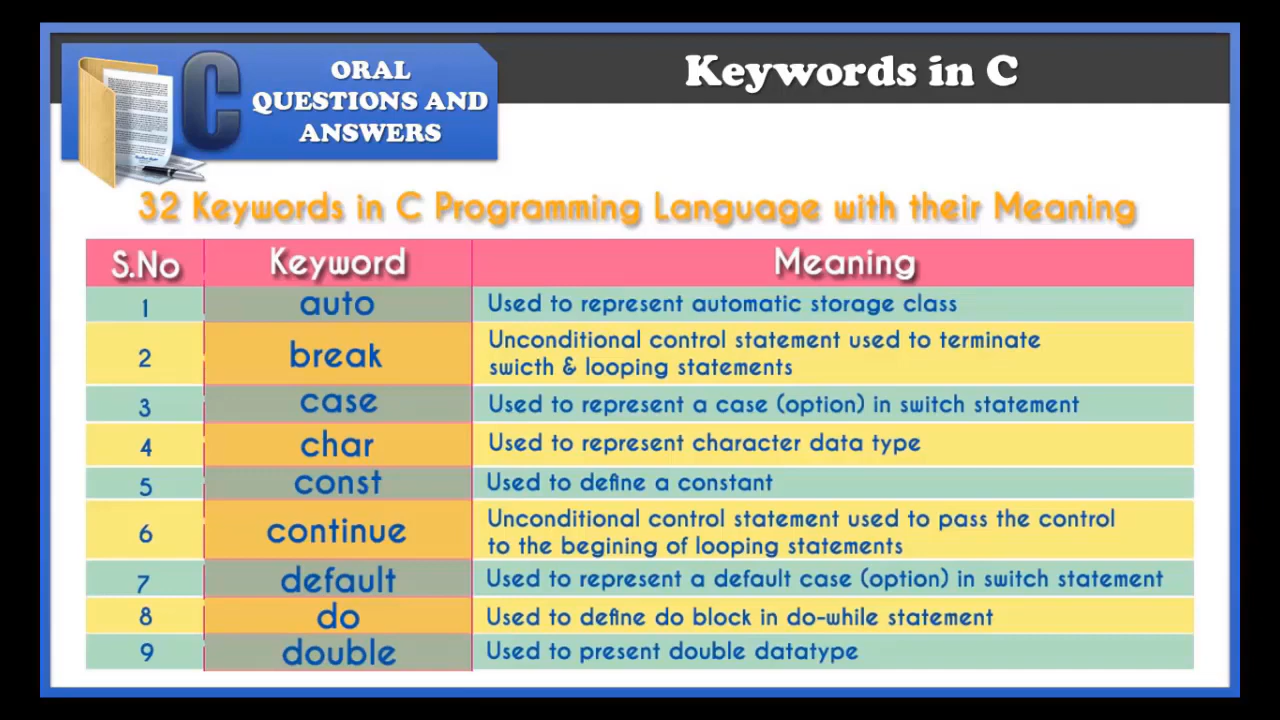 C
ORAL
QUESTIONS AND
ANSWERS
Keywords in C
32 Keywords in C Programming Language with their Meaning
S.No Keyword Meaning
1 auto Used to represent automatic storage class
2 break Unconditional control statement used to terminate
swicth & looping statements
3 case Used to represent a case (option) in switch statement
4 char Used to represent character data type
5 const Used to define a constant
6 continue Unconditional control statement used to pass the control
to the begining of looping statements
7 default Used to represent a default case (option) in switch statement
8 do Used to define do block in do-while statement
9 double Used to present double datatype